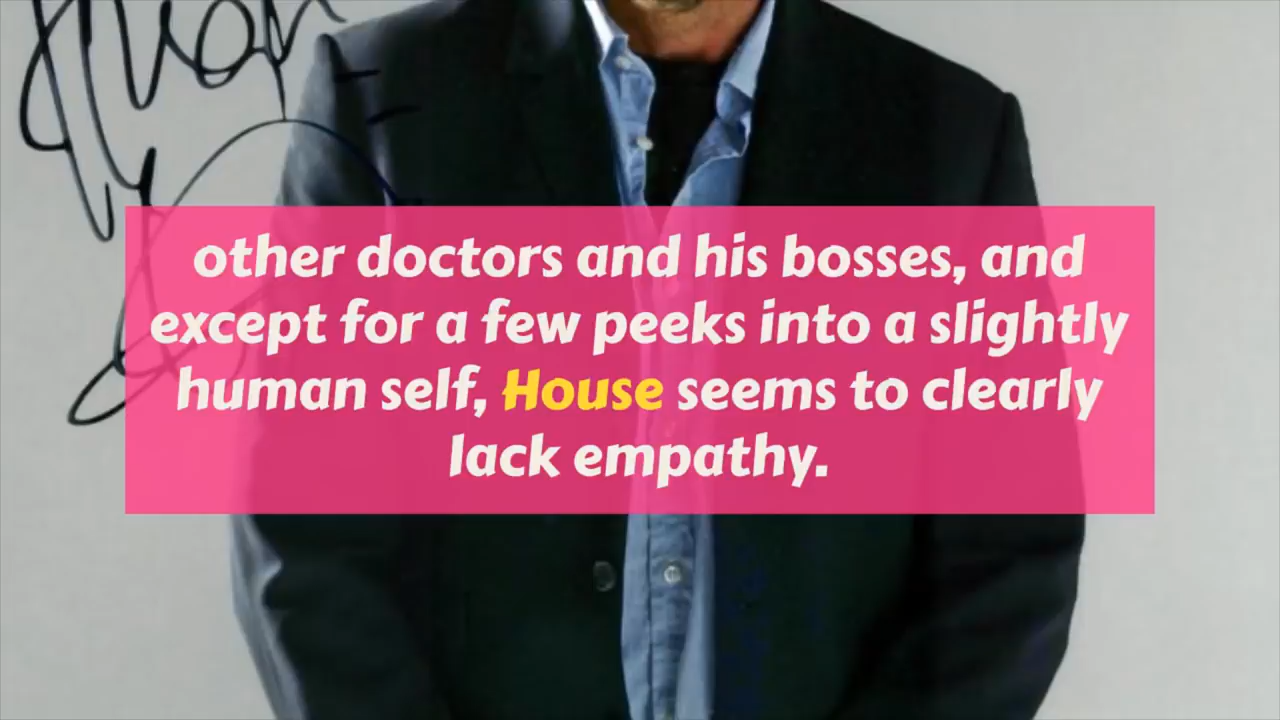 other doctors and his bosses, and
except for a few peeks into a slightly
human self, House seems to clearly
lack empathy.